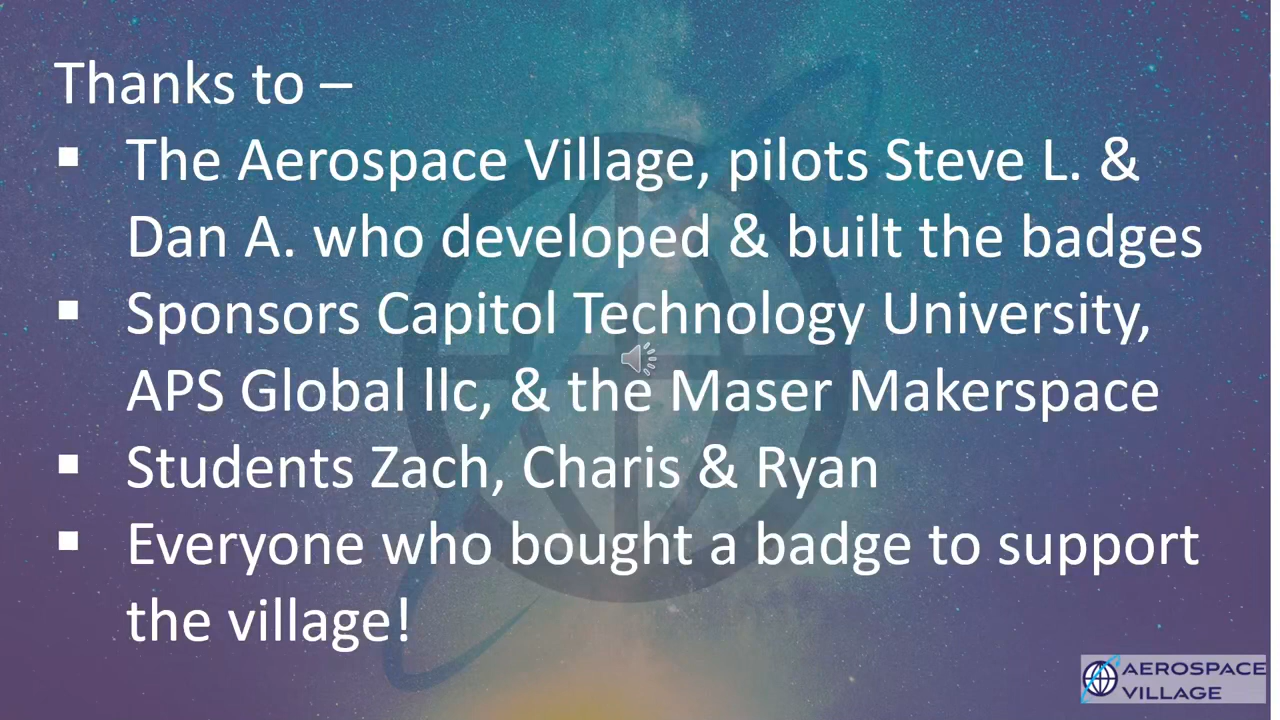 Thanks to –
▪ The Aerospace Village, pilots Steve L. &
Dan A. who developed & built the badges
▪ Sponsors Capitol Technology University,
APS Global llc, & the Maser Makerspace
▪ Students Zach, Charis & Ryan
▪ Everyone who bought a badge to support
the village!
AEROSPACE
VILLAGE